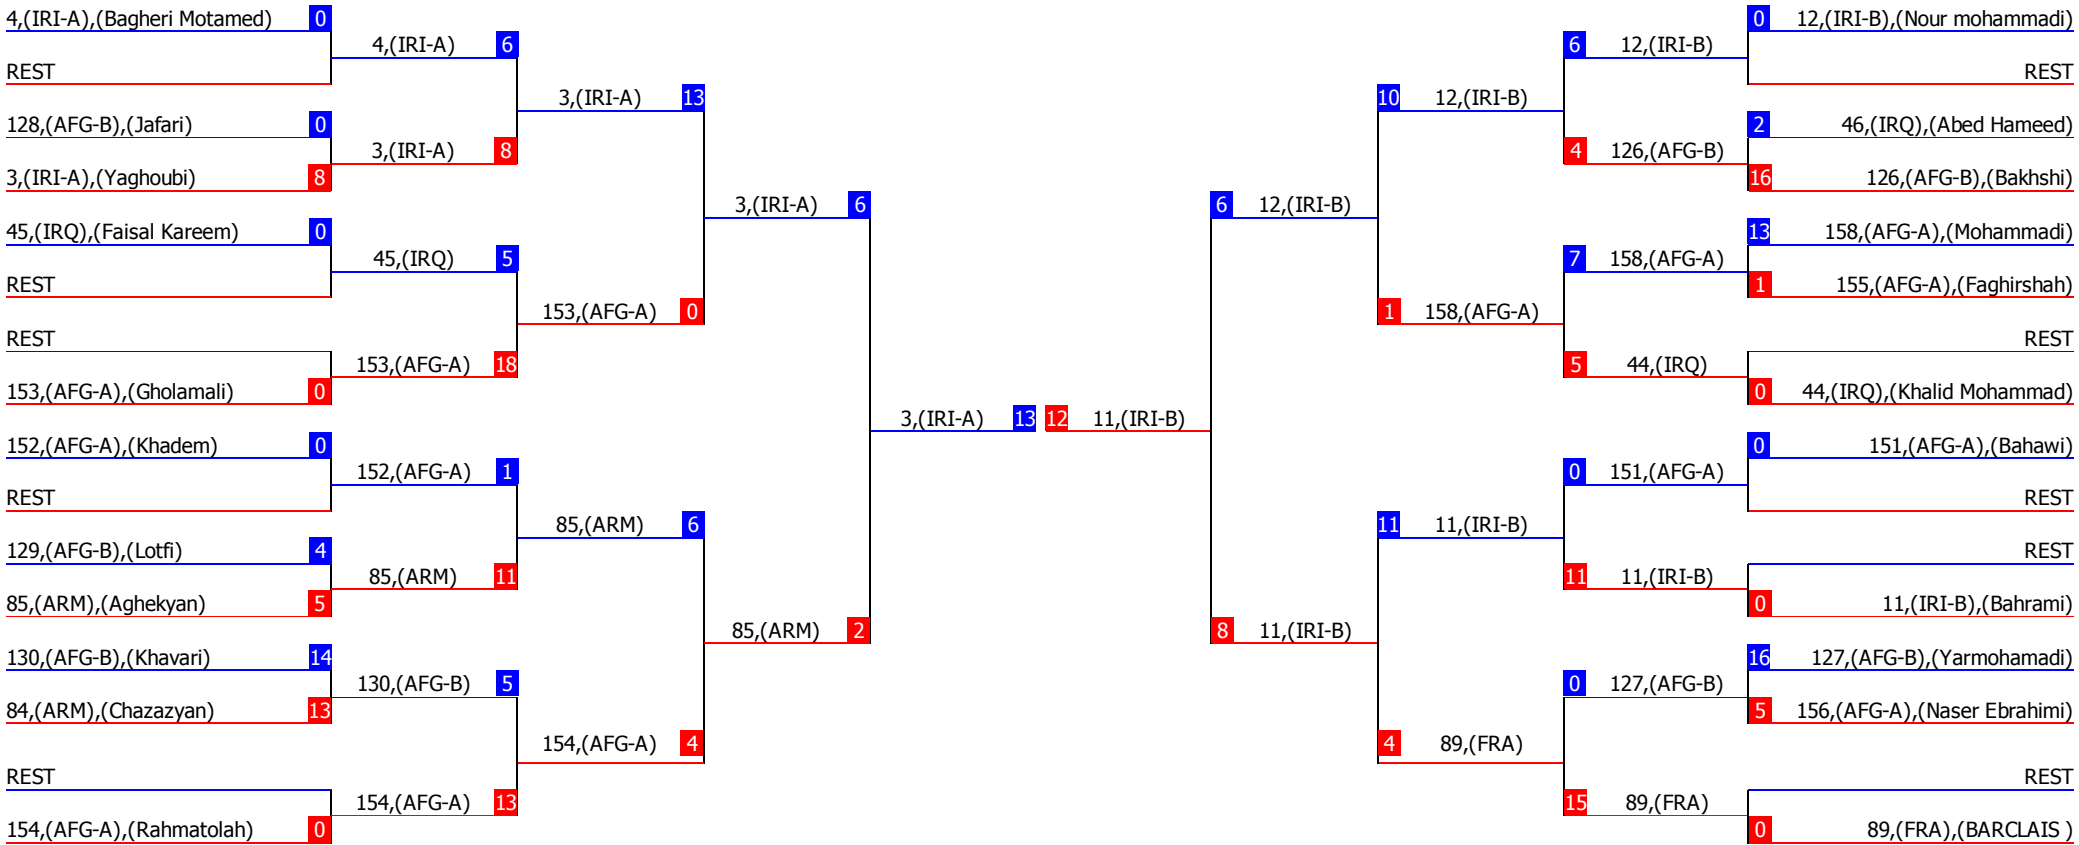 4,(IRI-A),(Bagheri Motamed) 0
REST
128,(AFG-B),(Jafari) 0
3,(IRI-A),(Yaghoubi) 8
45,(IRQ),(Faisal Kareem) 0
REST
REST
153,(AFG-A),(Gholamali) 0
152,(AFG-A),(Khadem) 0
REST
129,(AFG-B),(Lotfi) 4
85,(ARM),(Aghekyan) 5
130,(AFG-B),(Khavari) 14
84,(ARM),(Chazazyan) 13
REST
154,(AFG-A),(Rahmatolah) 0
4,(IRI-A) 6
3,(IRI-A) 8
45,(IRQ) 5
153,(AFG-A) 18
152,(AFG-A) 1
85,(ARM) 11
130,(AFG-B) 5
154,(AFG-A) 13
3,(IRI-A) 13
153,(AFG-A) 0
85,(ARM) 6
154,(AFG-A) 4
3,(IRI-A) 6
85,(ARM) 2
3,(IRI-A) 13
12 11,(IRI-B)
6 12,(IRI-B)
8 11,(IRI-B)
10 12,(IRI-B)
1 158,(AFG-A)
11 11,(IRI-B)
4 89,(FRA)
6 12,(IRI-B)
4 126,(AFG-B)
7 158,(AFG-A)
5 44,(IRQ)
0 151,(AFG-A)
11 11,(IRI-B)
0 127,(AFG-B)
15 89,(FRA)
0 12,(IRI-B),(Nour mohammadi)
REST
2 46,(IRQ),(Abed Hameed)
16 126,(AFG-B),(Bakhshi)
13 158,(AFG-A),(Mohammadi)
1 155,(AFG-A),(Faghirshah)
REST
0 44,(IRQ),(Khalid Mohammad)
0 151,(AFG-A),(Bahawi)
REST
REST
0 11,(IRI-B),(Bahrami)
16 127,(AFG-B),(Yarmohamadi)
5 156,(AFG-A),(Naser Ebrahimi)
REST
0 89,(FRA),(BARCLAIS )